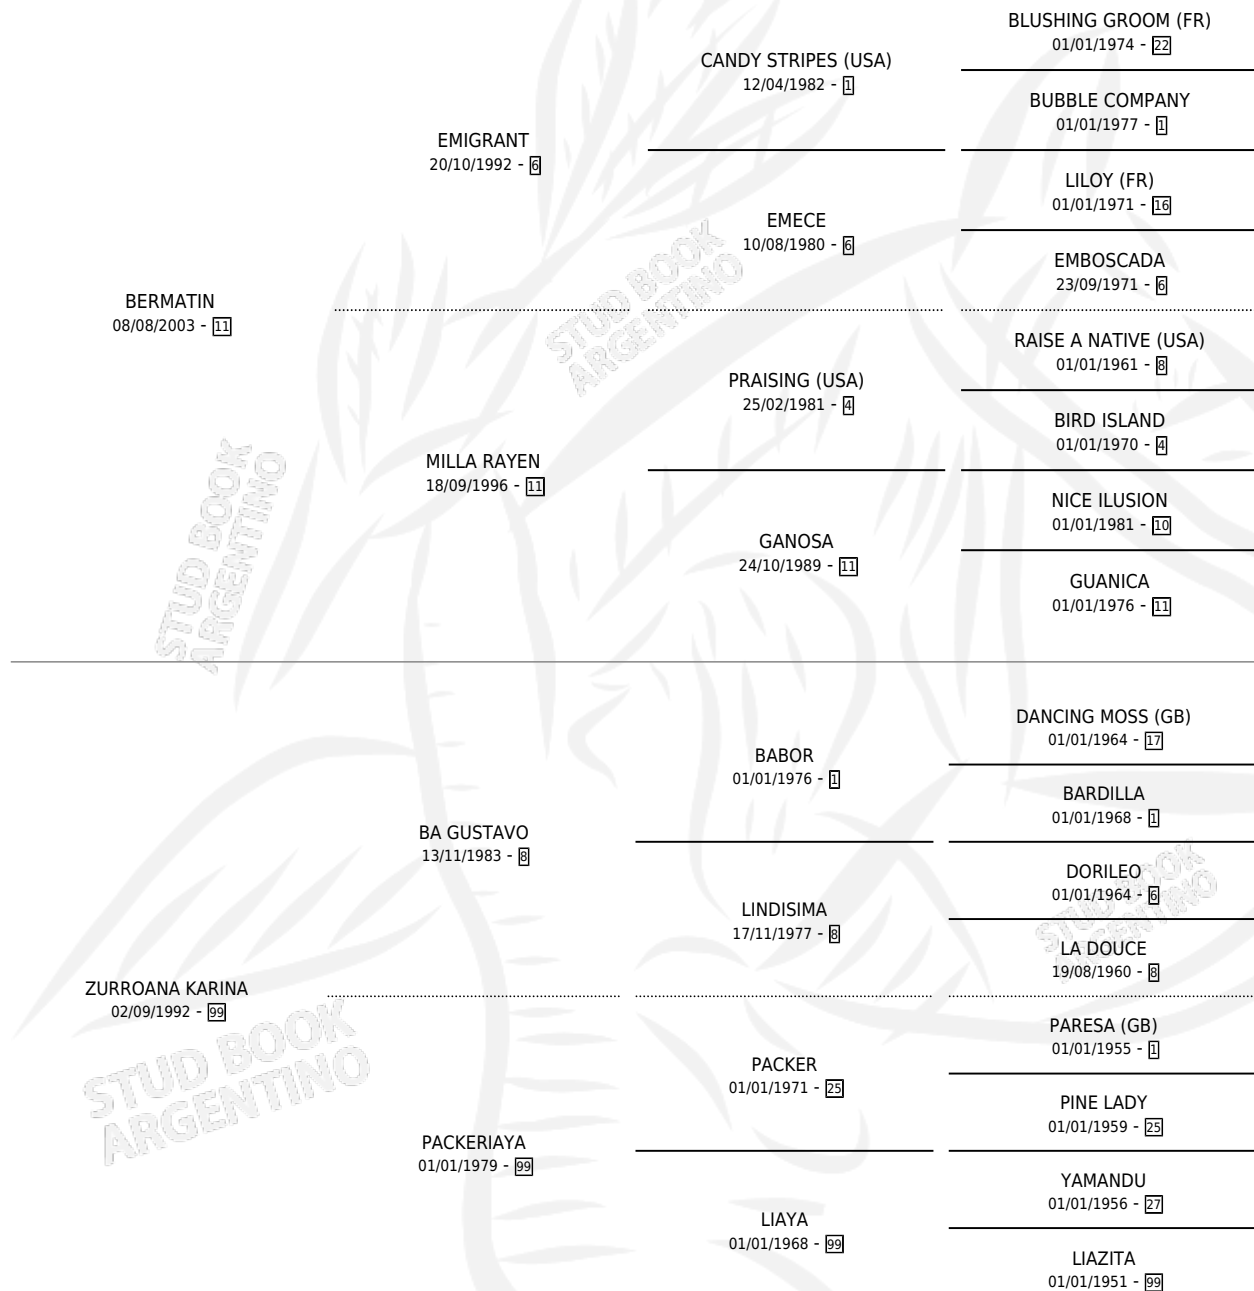 BLUSHING GROOM (FR)
01/01/1974 - 22
CANDY STRIPES (USA)
12/04/1982 - 1
BUBBLE COMPANY
01/01/1977 - 1
EMIGRANT
20/10/1992 - 6
LILOY (FR)
01/01/1971 - 16
EMECE
10/08/1980 - 6
EMBOSCADA
23/09/1971 - 6
BERMATIN
08/08/2003 - 11
RAISE A NATIVE (USA)
01/01/1961 - 8
PRAISING (USA)
25/02/1981 - 4
BIRD ISLAND
01/01/1970 - 4
MILLA RAYEN
18/09/1996 - 11
NICE ILUSION
01/01/1981 - 10
GANOSA
24/10/1989 - 11
GUANICA
01/01/1976 - 11
STUD BOOK
ARGENTINO
STUD BOOK
ARGENTINO
DANCING MOSS (GB)
01/01/1964 - 17
BABOR
01/01/1976 - 1
BARDILLA
01/01/1968 - 1
BA GUSTAVO
13/11/1983 - 8
DORILEO
01/01/1964 - 6
LINDISIMA
17/11/1977 - 8
LA DOUCE
19/08/1960 - 8
STUD BOOK
ARGENTINO
ZURROANA KARINA
02/09/1992 - 99
PARESA (GB)
01/01/1955 - 1
PACKER
01/01/1971 - 25
PINE LADY
01/01/1959 - 25
PACKERIAYA
01/01/1979 - 99
YAMANDU
01/01/1956 - 27
LIAYA
01/01/1968 - 99
LIAZITA
01/01/1951 - 99
STUD BOOK
ARGENTINO